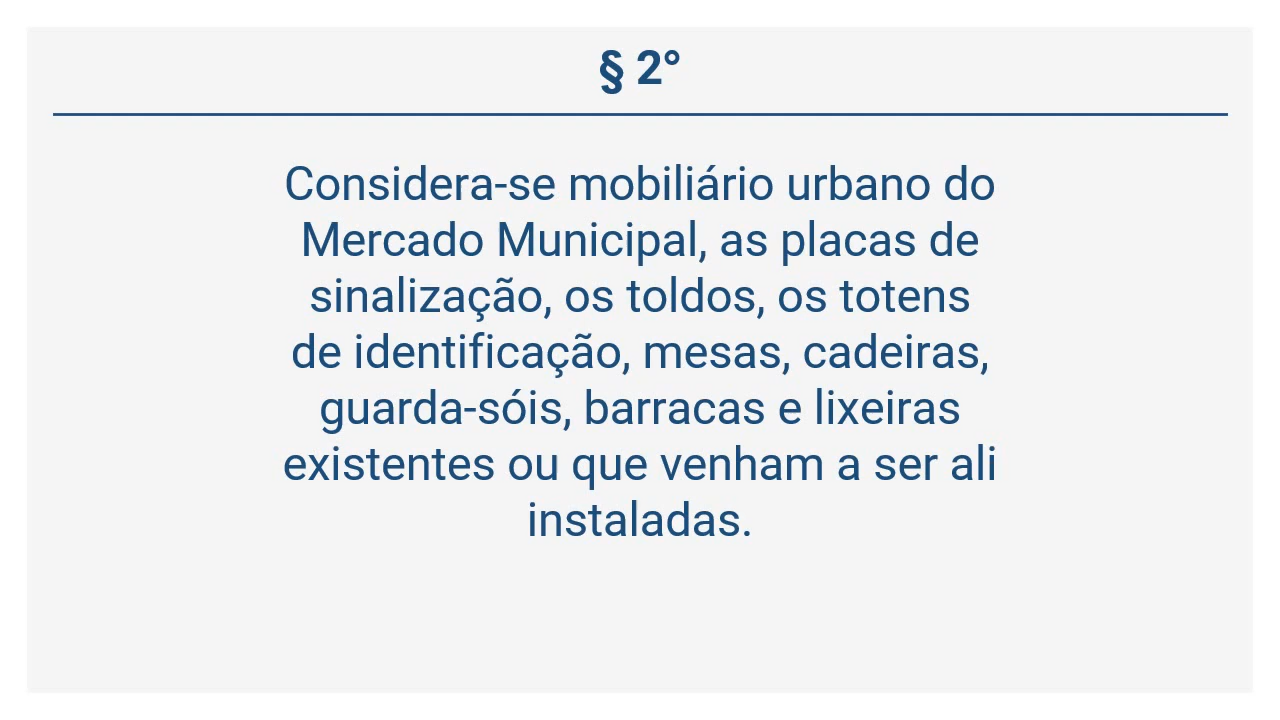 § 2°
Considera-se mobiliário urbano do
Mercado Municipal, as placas de
sinalização, os toldos, os totens
de identificação, mesas, cadeiras,
guarda-sóis, barracas e lixeiras
existentes ou que venham a ser ali
instaladas.